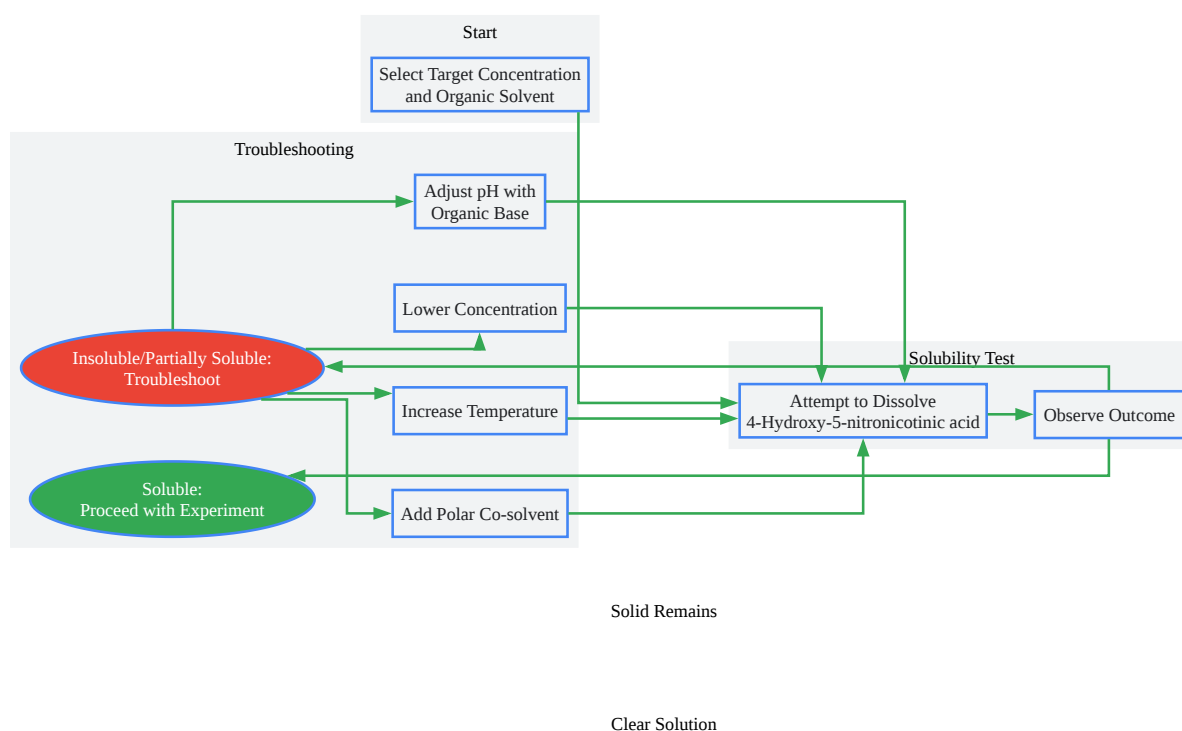 Start
Select Target Concentration
and Organic Solvent
Troubleshooting
Adjust pH with
Organic Base
Lower Concentration
Insoluble/Partially Soluble:
Troubleshoot
Increase Temperature
Solubility Test
Attempt to Dissolve
4-Hydroxy-5-nitronicotinic acid
Observe Outcome
Soluble:
Proceed with Experiment
Add Polar Co-solvent
Solid Remains
Clear Solution